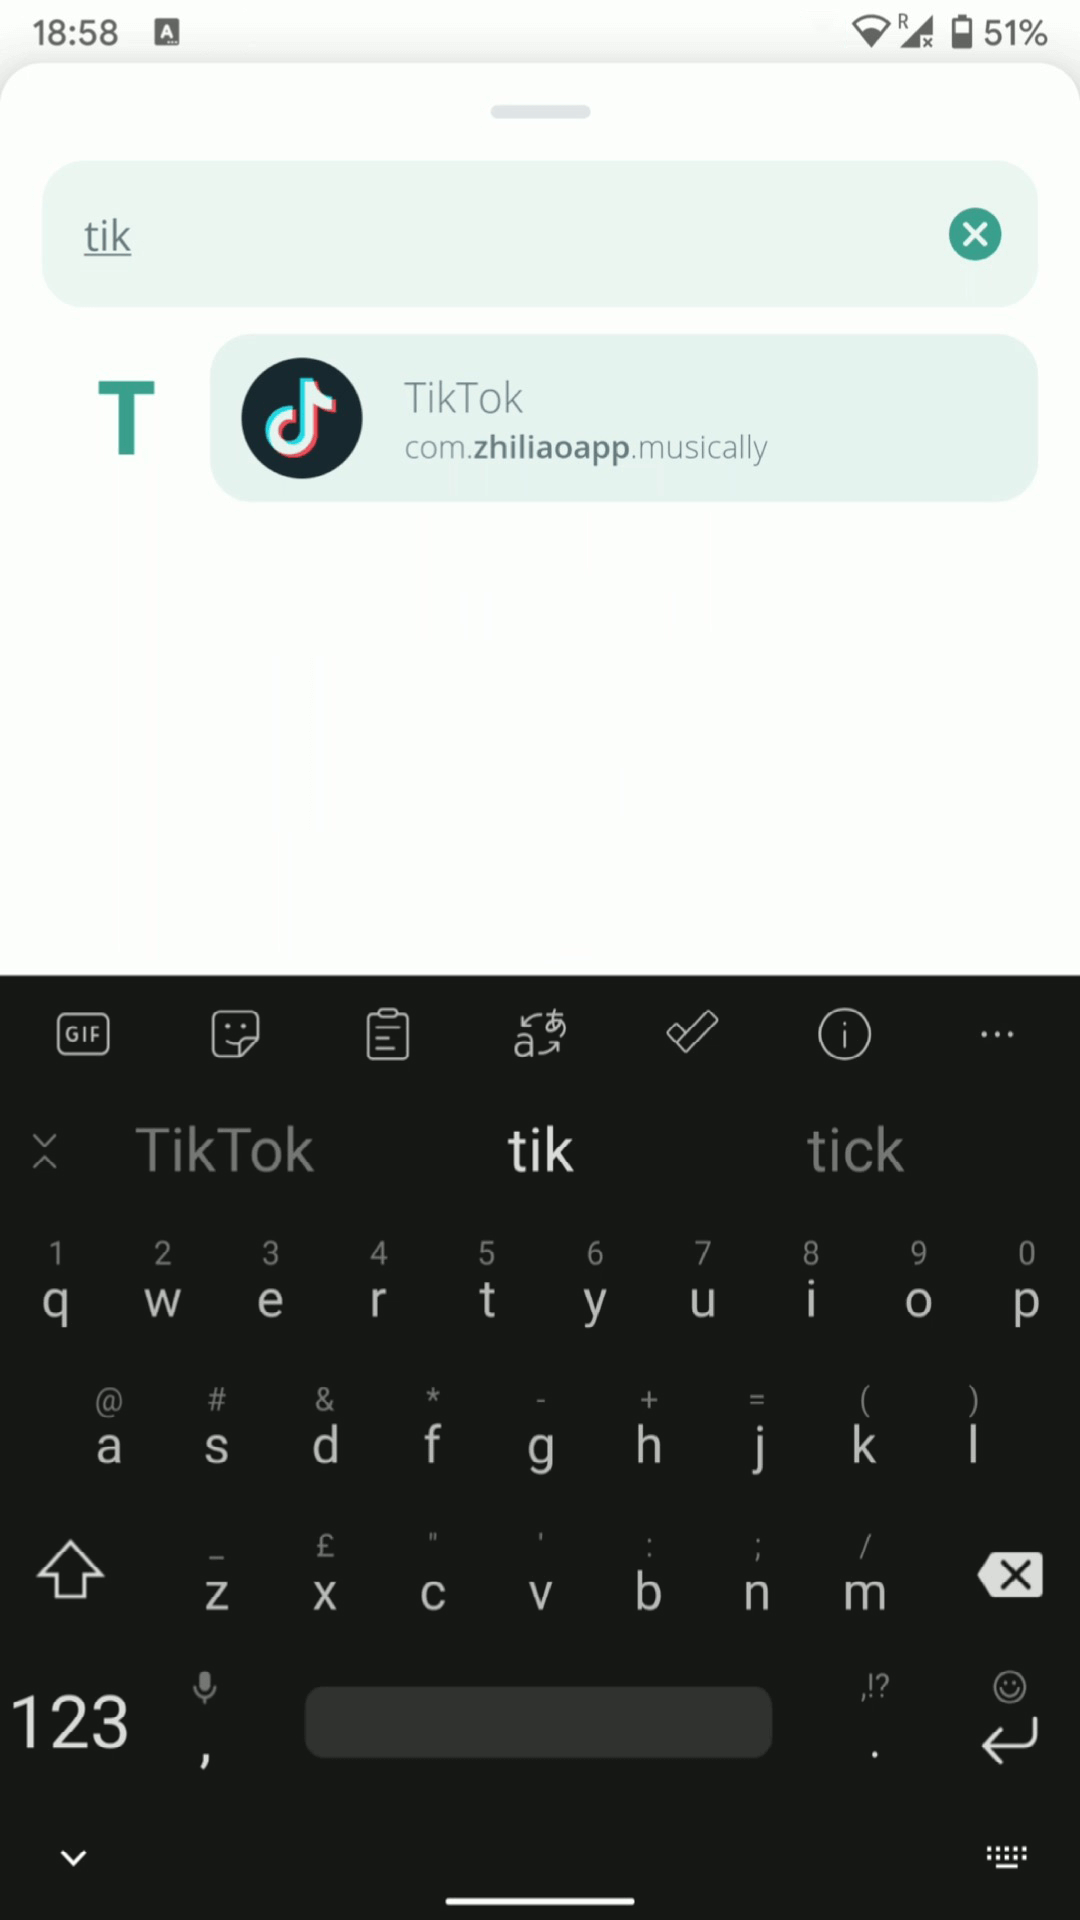 18:58 A... R 51%
tik
T
TikTok
com.zhiliaoapp.musically
GIF
TikTok tik tick
1 2 3 4 5 6 7 8 9 0
q w e r t y u i o p
@ # & * - + = ( )
a s d f g h j k l
_ £ " ' : ; /
z x c v b n m
123 , ,!? .